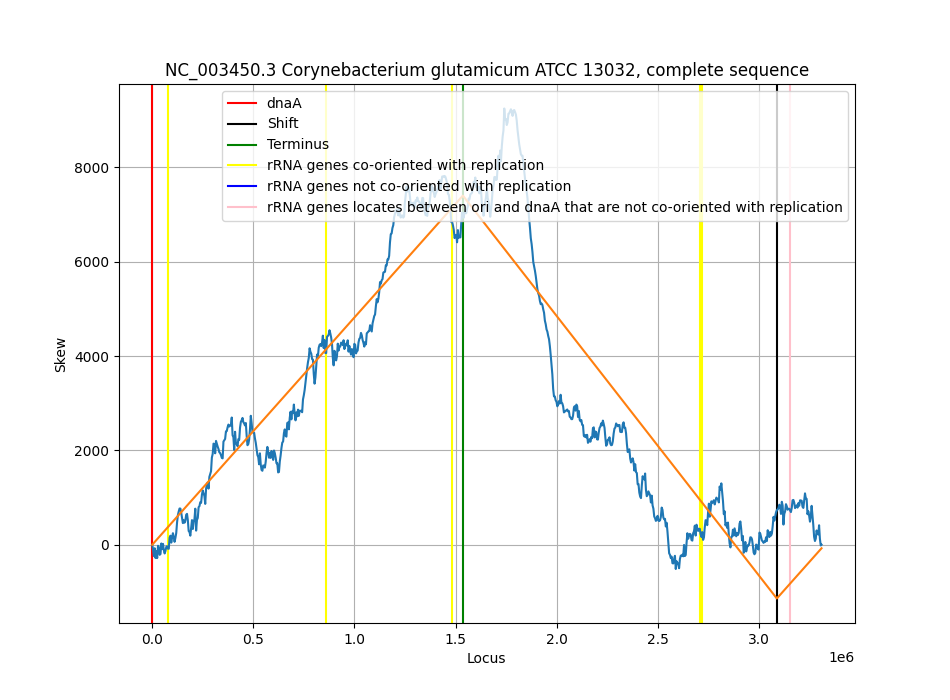 NC_003450.3 Corynebacterium glutamicum ATCC 13032, complete sequence
dnaA
Shift
Terminus
rRNA genes co-oriented with replication
rRNA genes not co-oriented with replication
rRNA genes locates between ori and dnaA that are not co-oriented with replication
8000
6000
4000
2000
0
Skew
0.0 0.5 1.0 1.5 2.0 2.5 3.0
1e6
Locus